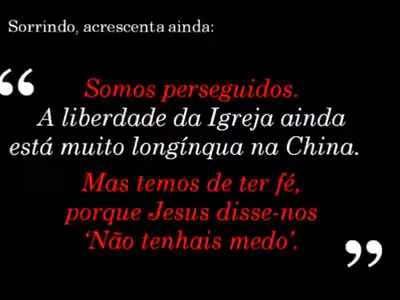 Sorrindo, acrescenta ainda:
“
Somos perseguidos.
A liberdade da Igreja ainda
está muito longínqua na China.
Mas temos de ter fé,
porque Jesus disse-nos
‘Não tenhais medo’.
”